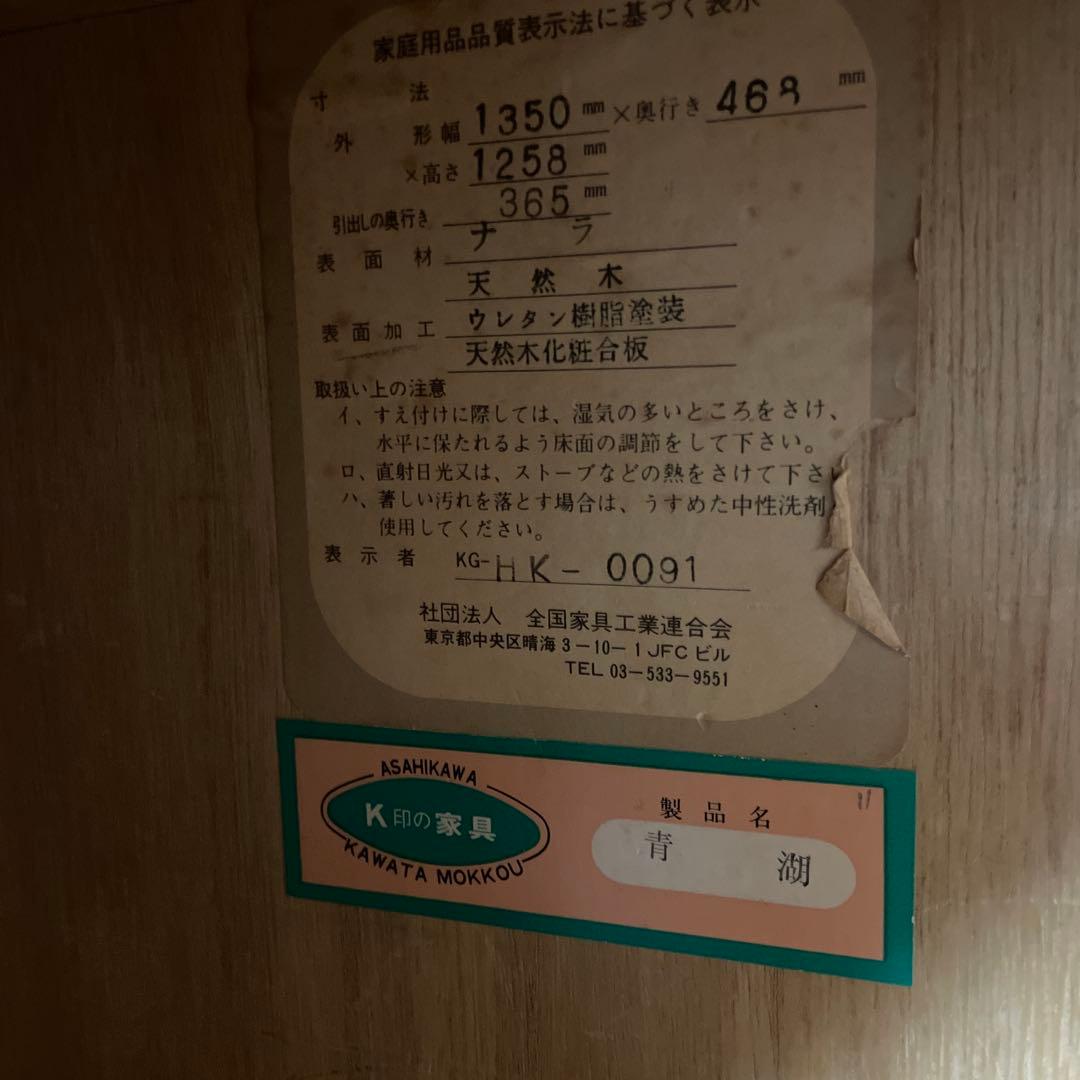 家庭用品品質表示法に基づく表示
寸 法
外 形 幅 1350 mm ×奥行き 468 mm
×高さ 1258 mm
引出しの奥行き 365 mm
表 面 材 ナ ラ
天 然 木
表 面 加 工 ウレタン樹脂塗装
天然木化粧合板
取扱い上の注意
イ、すえ付けに際しては、湿気の多いところをさけ、
水平に保たれるよう床面の調節をして下さい。
ロ、直射日光又は、ストーブなどの熱をさけて下さい
ハ、著しい汚れを落とす場合は、うすめた中性洗剤
使用してください。
表 示 者 KG-HK-0091
社団法人 全国家具工業連合会
東京都中央区晴海3-10-1JFCビル
TEL 03-533-9551
ASAHIKAWA
K印の家具
KAWATA MOKKOU
製 品 名
青 湖